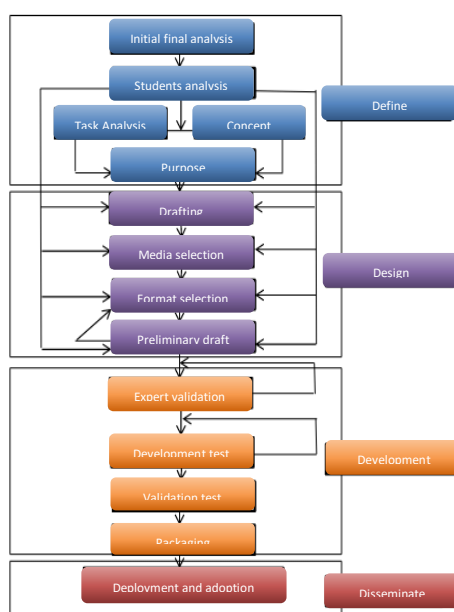 Initial final analysis
Students analysis
Define
Task Analysis
Concept
Purpose
Drafting
Media selection
Design
Format selection
Preliminary draft
Expert validation
Development test
Development
Validation test
Packaging
Deployment and adoption
Disseminate